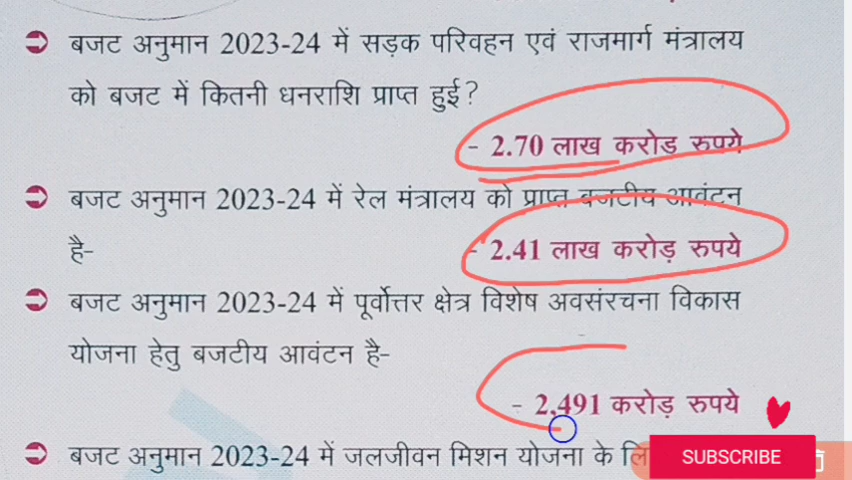 बजट अनुमान 2023-24 में सड़क परिवहन एवं राजमार्ग मंत्रालय
को बजट में कितनी धनराशि प्राप्त हुई?
- 2.70 लाख करोड़ रुपये
बजट अनुमान 2023-24 में रेल मंत्रालय को प्राप्त बजटीय आवंटन
है-
- 2.41 लाख करोड़ रुपये
बजट अनुमान 2023-24 में पूर्वोत्तर क्षेत्र विशेष अवसंरचना विकास
योजना हेतु बजटीय आवंटन है-
- 2,491 करोड़ रुपये
बजट अनुमान 2023-24 में जलजीवन मिशन योजना के
SUBSCRIBE